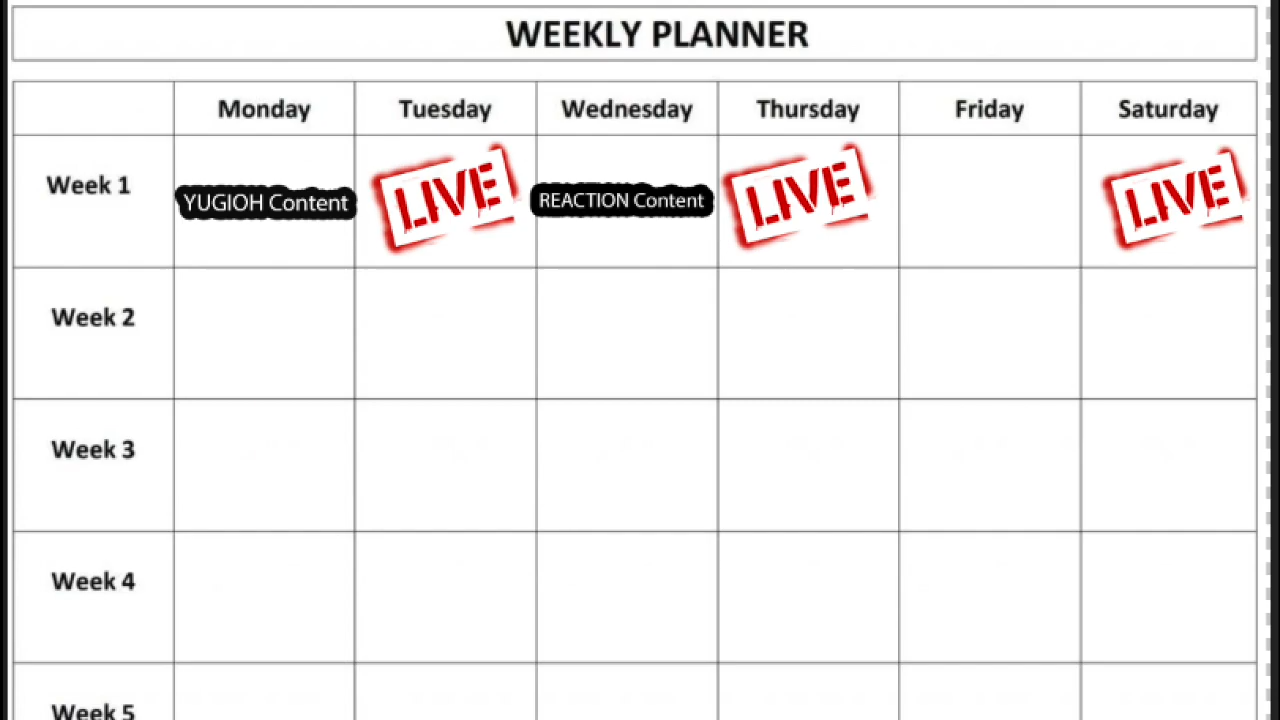 WEEKLY PLANNER
Monday Tuesday Wednesday Thursday Friday Saturday
Week 1 YUGIOH Content LIVE REACTION Content LIVE LIVE
Week 2
Week 3
Week 4
Week 5